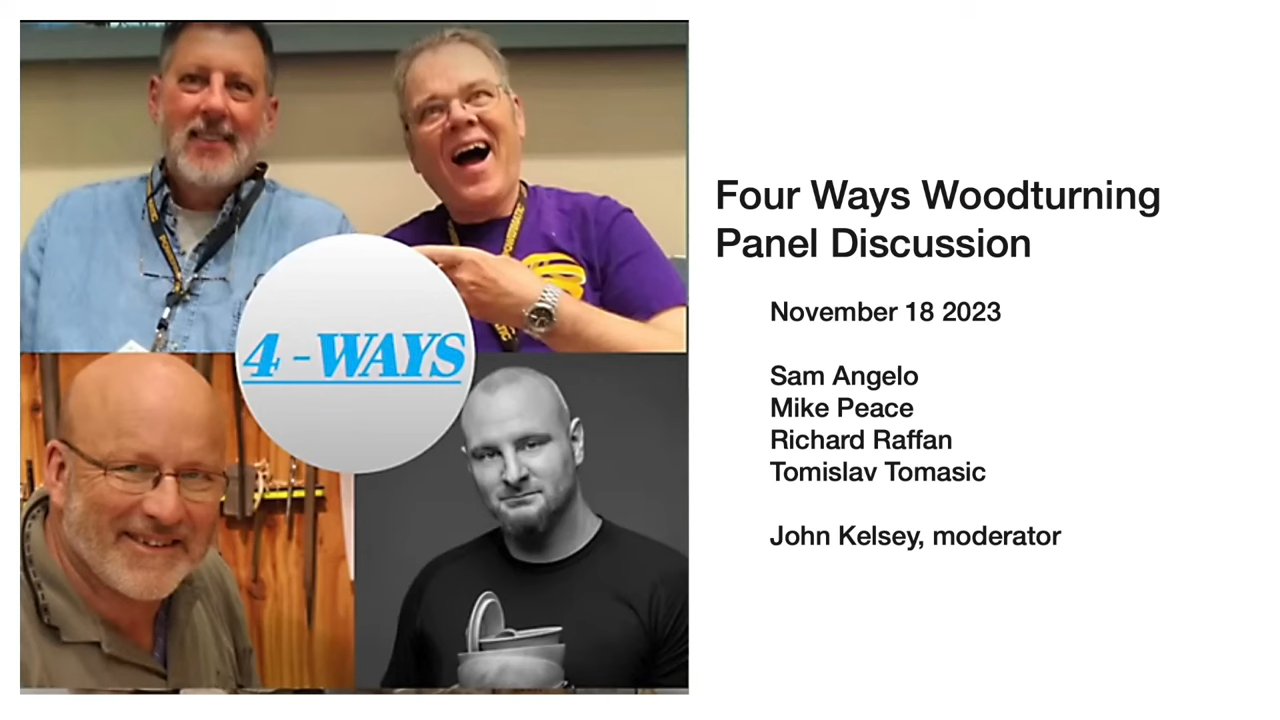 4-WAYS
Four Ways Woodturning
Panel Discussion
November 18 2023
Sam Angelo
Mike Peace
Richard Raffan
Tomislav Tomasic
John Kelsey, moderator